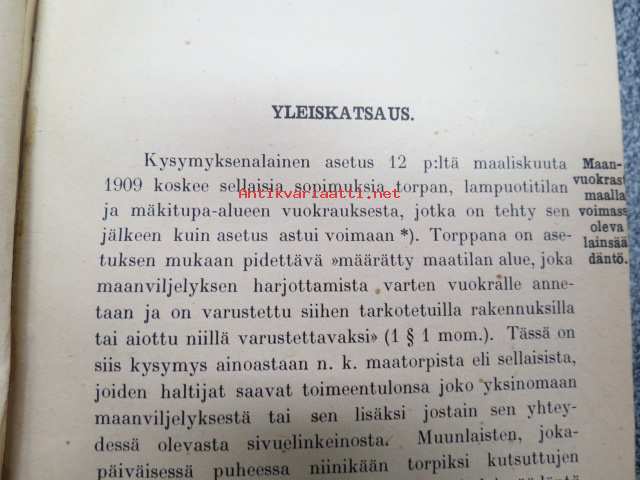 YLEISKATSAUS.
Kysymyksenalainen asetus 12 p:ltä maaliskuuta
1909 koskee sellaisia sopimuksia torpan, lampuotitilan
ja mäkitupa-alueen vuokrauksesta, jotka on tehty sen
jälkeen kuin asetus astui voimaan *). Torppana on ase-
tuksen mukaan pidettävä »määrätty maatilan alue, joka
maanviljelyksen harjottamista varten vuokralle anne-
taan ja on varustettu siihen tarkotetuilla rakennuksilla
tai aiottu niillä varustettavaksi» (1 § 1 mom.). Tässä on
siis kysymys ainoastaan n. k. maatorpista eli sellaisista,
joiden haltijat saavat toimeentulonsa joko yksinomaan
maanviljelyksestä tai sen lisäksi jostain sen yhtey-
dessä olevasta sivuelinkeinosta. Muunlaisten, joka-
päiväisessä puheessa niinikään torpiksi kutsuttujen
Maan-
vuokrast
maalla
voimass
oleva
lainsää
däntö.
Antikvariaatti.net